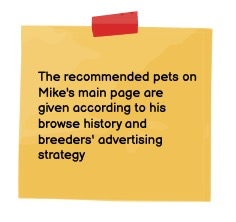 The recommended pets on
Mike's main page are
given according to his
browse history and
breeders' advertising
strategy